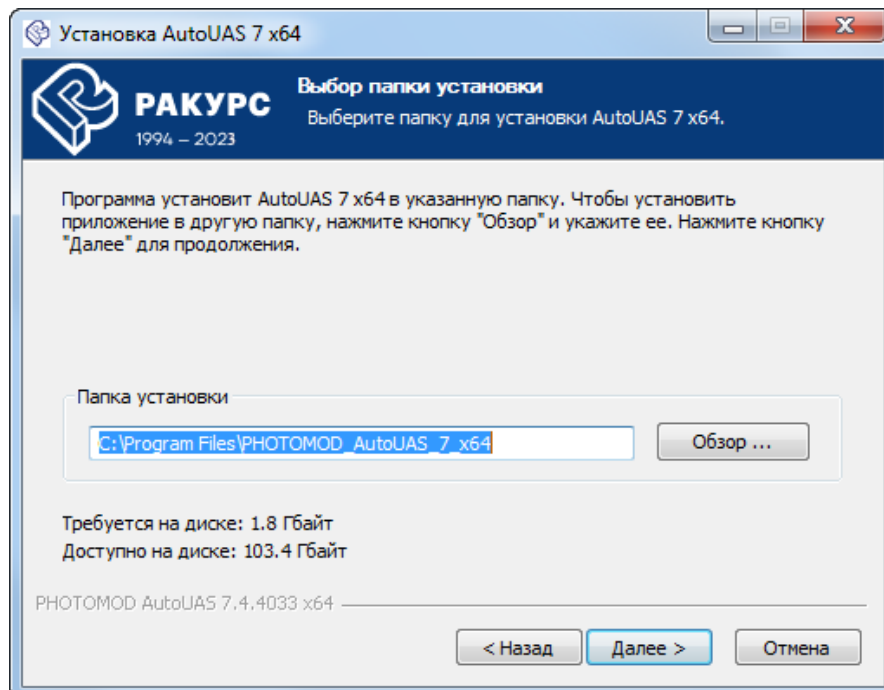 Установка AutoUAS 7 x64
РАКУРС
1994 – 2023
Выбор папки установки
Выберите папку для установки AutoUAS 7 x64.
Программа установит AutoUAS 7 x64 в указанную папку. Чтобы установить
приложение в другую папку, нажмите кнопку "Обзор" и укажите ее. Нажмите кнопку
"Далее" для продолжения.
Папка установки
C:\Program Files\PHOTOMOD_AutoUAS_7_x64
Обзор ...
Требуется на диске: 1.8 Гбайт
Доступно на диске: 103.4 Гбайт
PHOTOMOD AutoUAS 7.4.4033 x64
< Назад
Далее >
Отмена